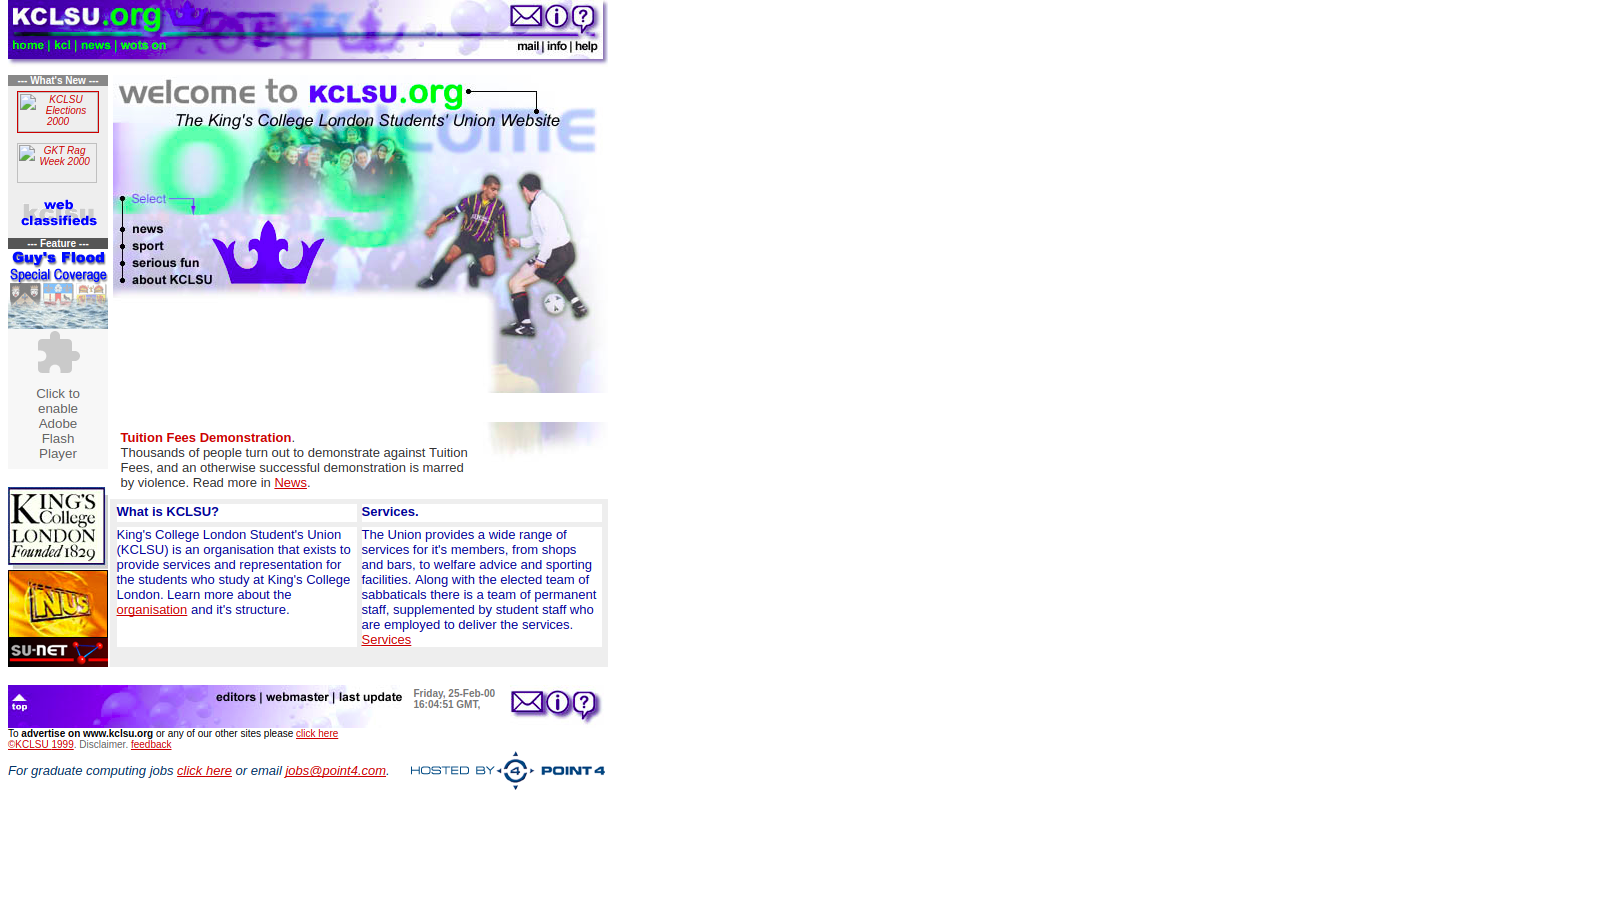 KCLSU.org
home | kcl | news | wots on
mail | info | help
--- What's New ---
KCLSU
Elections
2000
GKT Rag
Week 2000
web
classifieds
--- Feature ---
Guy's Flood
Special Coverage
Click to
enable
Adobe
Flash
Player
welcome to KCLSU.org
The King's College London Students' Union Website
Select
news
sport
serious fun
about KCLSU
Tuition Fees Demonstration.
Thousands of people turn out to demonstrate against Tuition
Fees, and an otherwise successful demonstration is marred
by violence. Read more in News.
KING'S
College
LONDON
Founded 1829
NUS
SU-NET
What is KCLSU?
King's College London Student's Union
(KCLSU) is an organisation that exists to
provide services and representation for
the students who study at King's College
London. Learn more about the
organisation and it's structure.
Services.
The Union provides a wide range of
services for it's members, from shops
and bars, to welfare advice and sporting
facilities. Along with the elected team of
sabbaticals there is a team of permanent
staff, supplemented by student staff who
are employed to deliver the services.
Services
top
editors | webmaster | last update
Friday, 25-Feb-00
16:04:51 GMT,
To advertise on www.kclsu.org or any of our other sites please click here
©KCLSU 1999. Disclaimer. feedback
For graduate computing jobs click here or email jobs@point4.com.
HOSTED BY 4 POINT 4